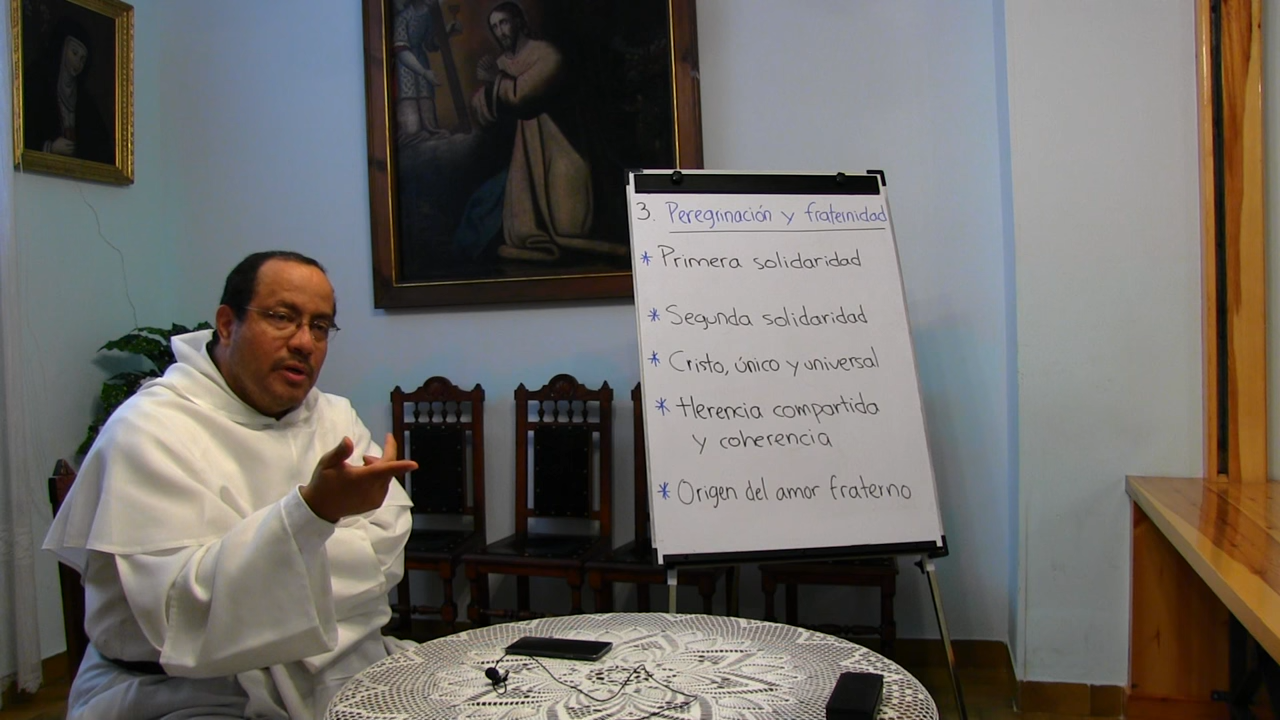 3. Peregrinación y fraternidad
* Primera solidaridad
* Segunda solidaridad
* Cristo, único y universal
* Herencia compartida
y coherencia
* Origen del amor fraterno